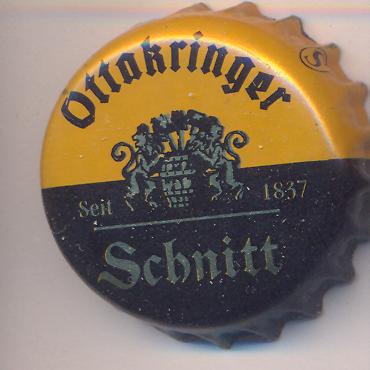 Ottakringer
S
Seit 1837
Schnitt